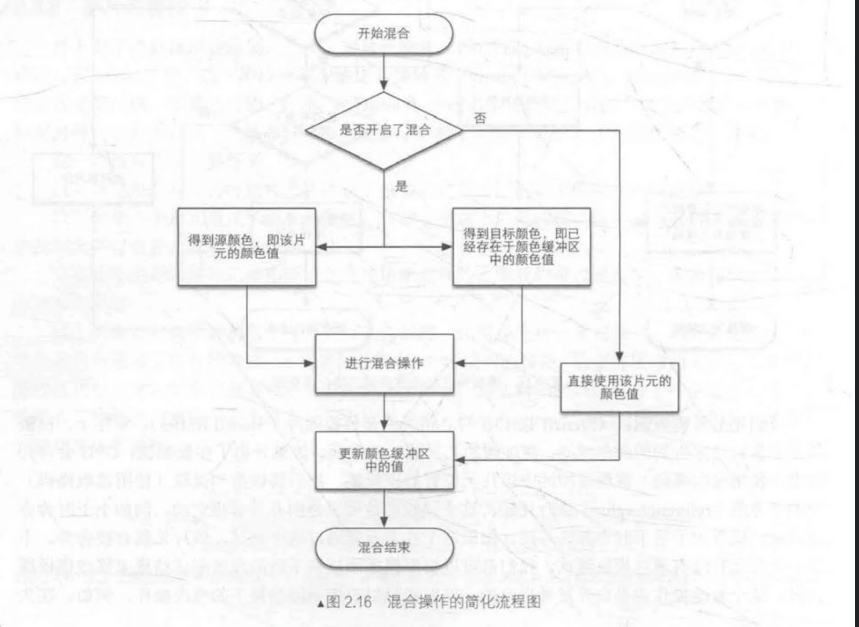 开始混合
是否开启了混合
否
是
得到源颜色，即该片
元的颜色值
得到目标颜色，即已
经存在于颜色缓冲区
中的颜色值
进行混合操作
直接使用该片元的
颜色值
更新颜色缓冲区
中的值
混合结束
▲图 2.16 混合操作的简化流程图